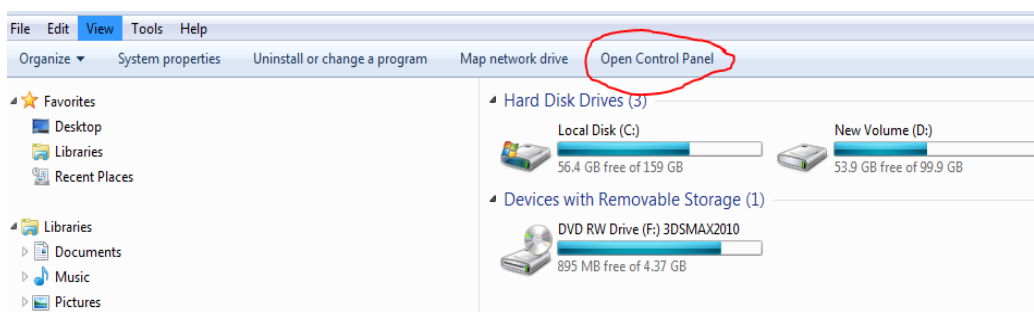 File Edit View Tools Help
Organize System properties Uninstall or change a program Map network drive Open Control Panel
Favorites
Desktop
Libraries
Recent Places
Libraries
Documents
Music
Pictures
Hard Disk Drives (3)
Local Disk (C:)
56.4 GB free of 159 GB
New Volume (D:)
53.9 GB free of 99.9 GB
Devices with Removable Storage (1)
DVD RW Drive (F:) 3DSMAX2010
895 MB free of 4.37 GB